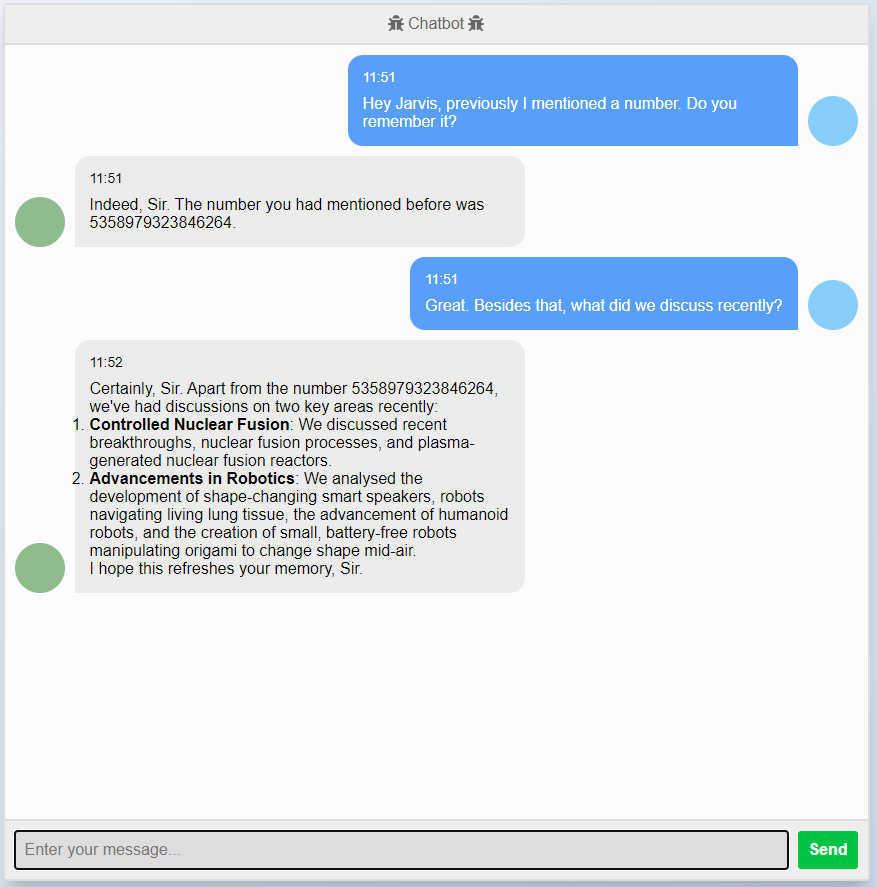 Chatbot
11:51
Hey Jarvis, previously I mentioned a number. Do you
remember it?
11:51
Indeed, Sir. The number you had mentioned before was
5358979323846264.
11:51
Great. Besides that, what did we discuss recently?
11:52
Certainly, Sir. Apart from the number 5358979323846264,
we've had discussions on two key areas recently:
1. Controlled Nuclear Fusion: We discussed recent
breakthroughs, nuclear fusion processes, and plasma-
generated nuclear fusion reactors.
2. Advancements in Robotics: We analysed the
development of shape-changing smart speakers, robots
navigating living lung tissue, the advancement of humanoid
robots, and the creation of small, battery-free robots
manipulating origami to change shape mid-air.
I hope this refreshes your memory, Sir.
Enter your message...
Send